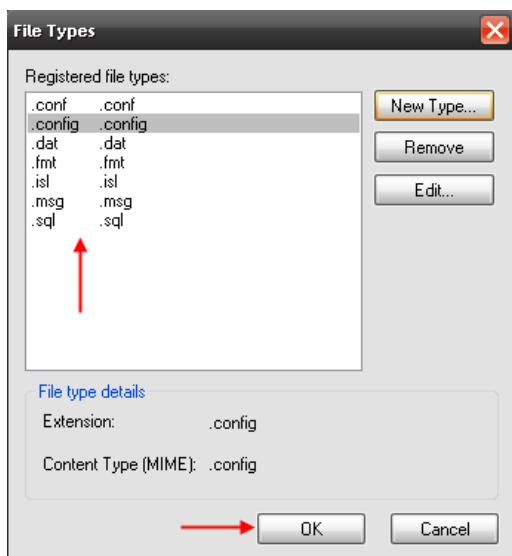 File Types
Registered file types:
.conf .conf
.config .config
.dat .dat
.fmt .fmt
.isl .isl
.msg .msg
.sql .sql
New Type...
Remove
Edit...
File type details
Extension: .config
Content Type (MIME): .config
OK Cancel